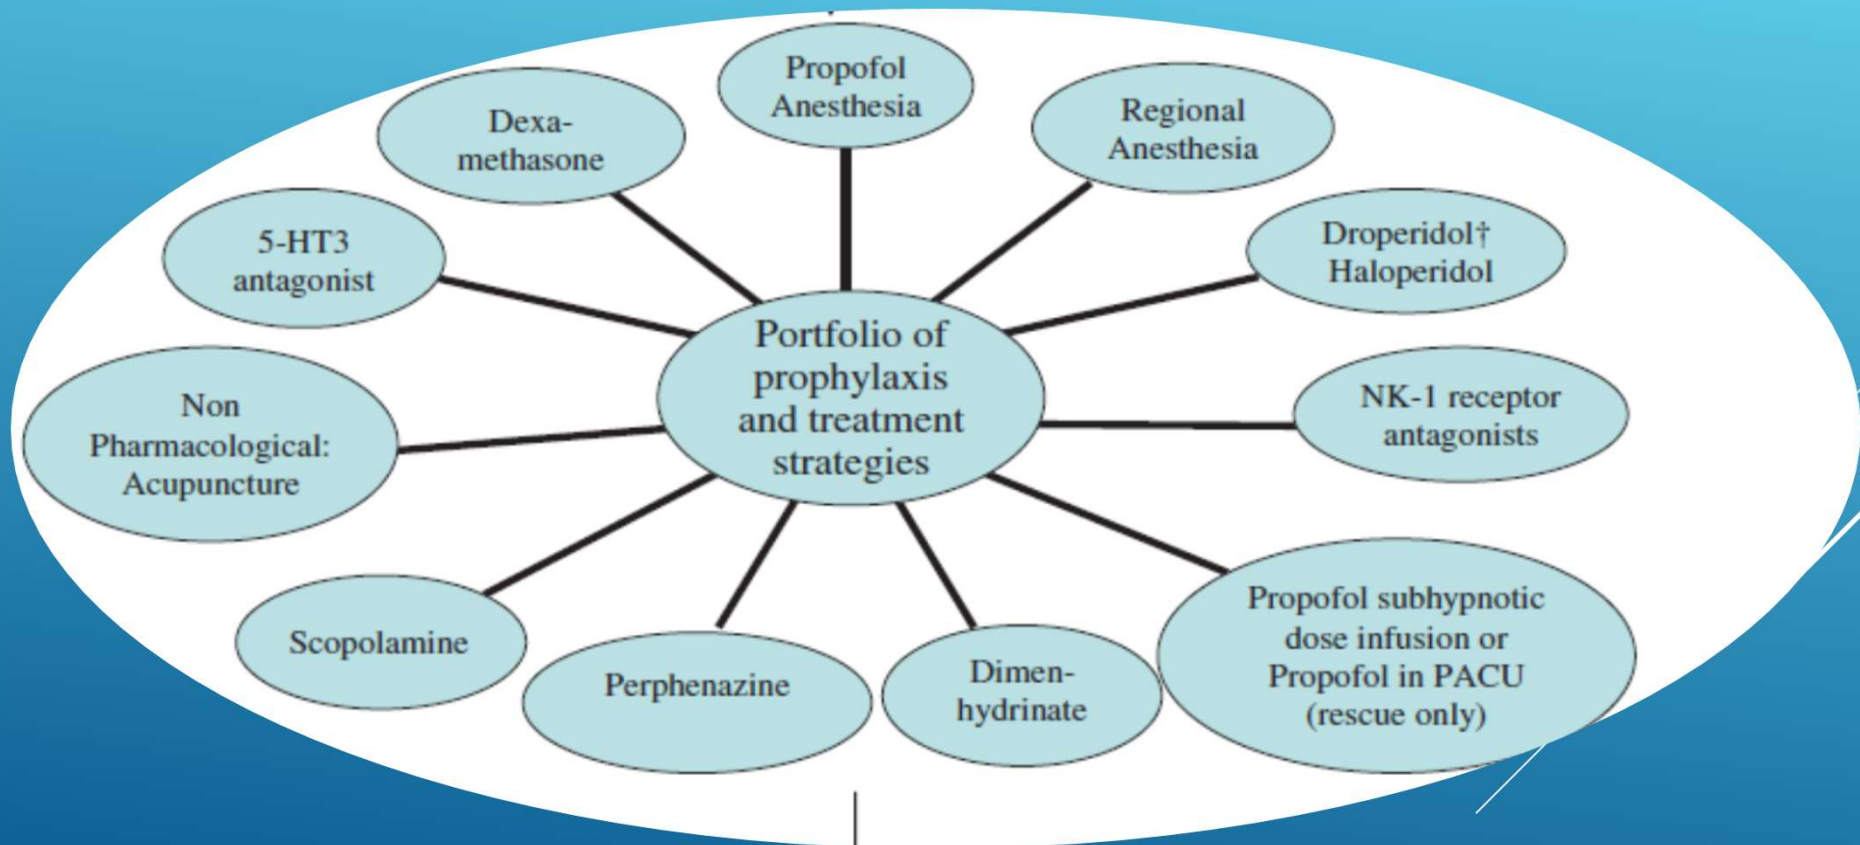 Propofol
Anesthesia
Regional
Anesthesia
Dexa-
methasone
Droperidol†
Haloperidol
5-HT3
antagonist
Portfolio of
prophylaxis
and treatment
strategies
NK-1 receptor
antagonists
Non
Pharmacological:
Acupuncture
Propofol subhypnotic
dose infusion or
Propofol in PACU
(rescue only)
Scopolamine
Perphenazine
Dimen-
hydrinate